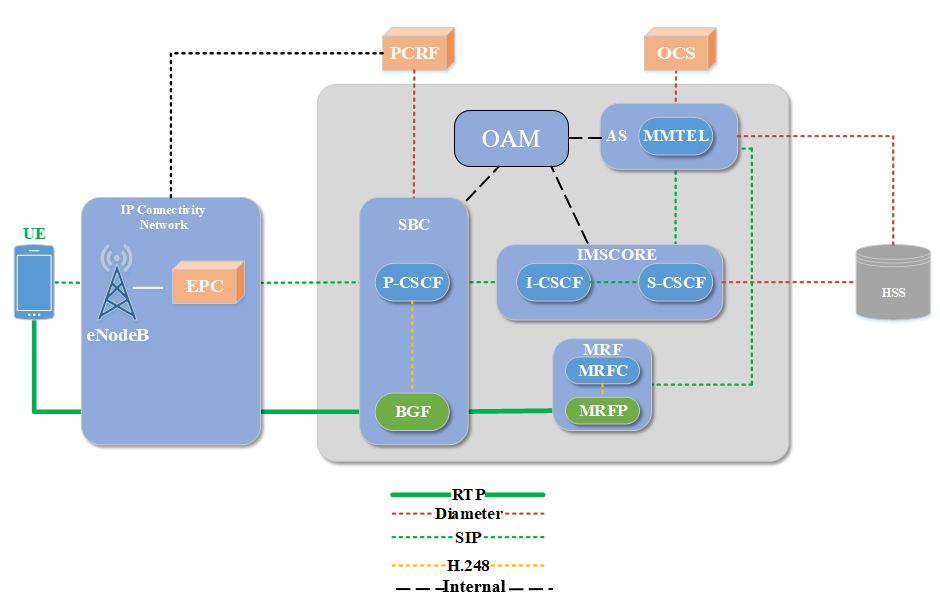 PCRF
OCS
OAM
AS
MMTEL
IP Connectivity
Network
SBC
UE
IMSCORE
P-CSCF
I-CSCF
S-CSCF
EPC
HSS
eNodeB
MRF
MRFC
BGF
MRFP
RTP
Diameter
SIP
H.248
Internal